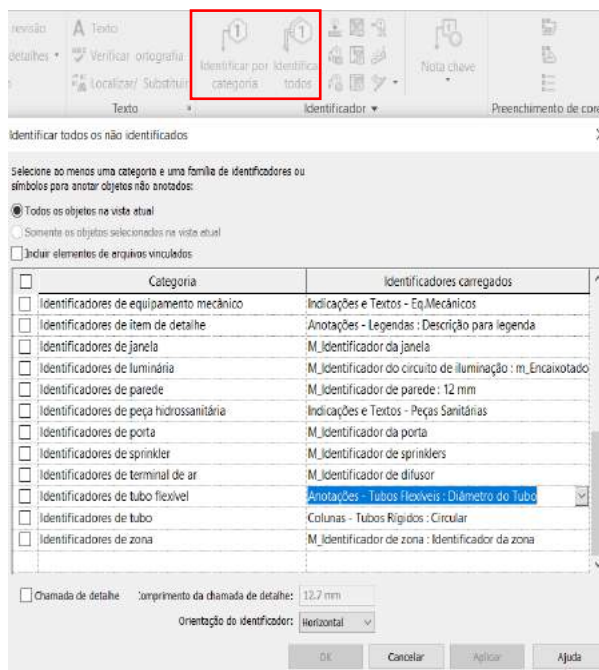 revisão
A Texto
detalhes
Verificar ortografia
Localizar/ Substituir
Identificar por categoria
Identifica todos
Nota chave
Texto
Identificador
Preenchimento de core
Identificar todos os não identificados
Selecione ao menos uma categoria e uma família de identificadores ou
símbolos para anotar objetos não anotados:
Todos os objetos na vista atual
Somente os objetos selecionados na vista atual
Incluir elementos de arquivos vinculados
Categoria Identificadores carregados
Identificadores de equipamento mecânico Indicações e Textos - Eq.Mecânicos
Identificadores de item de detalhe Anotações - Legendas : Descrição para legenda
Identificadores de janela M_Identificador da janela
Identificadores de luminária M_Identificador do circuito de iluminação : m_Encaixotado
Identificadores de parede M_Identificador de parede : 12 mm
Identificadores de peça hidrossanitária Indicações e Textos - Peças Sanitárias
Identificadores de porta M_Identificador da porta
Identificadores de sprinkler M_Identificador de sprinklers
Identificadores de terminal de ar M_Identificador de difusor
Identificadores de tubo flexível Anotações - Tubos Flexíveis : Diâmetro do Tubo
Identificadores de tubo Colunas - Tubos Rígidos : Circular
Identificadores de zona M_Identificador de zona : Identificador da zona
Chamada de detalhe Comprimento da chamada de detalhe: 12.7 mm
Orientação do identificador: Horizontal
OK Cancelar Aplicar Ajuda